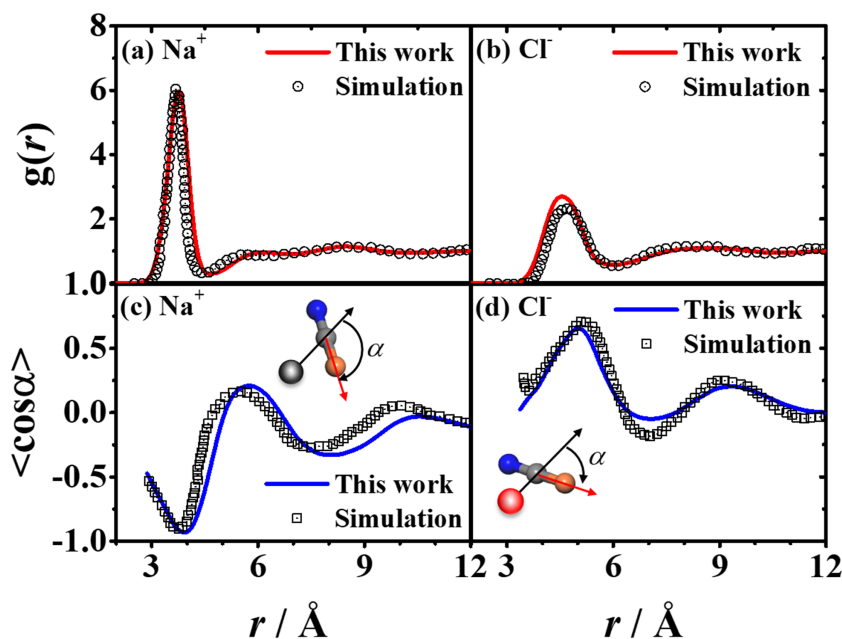 8
(a) Na⁺
This work
Simulation
(b) Cl⁻
This work
Simulation
6
4
2
g(r)
1.0
(c) Na⁺
α
This work
Simulation
(d) Cl⁻
This work
Simulation
α
0.5
0.0
-0.5
-1.0
<cosα>
3 6 9 12 3 6 9 12
r / Å r / Å